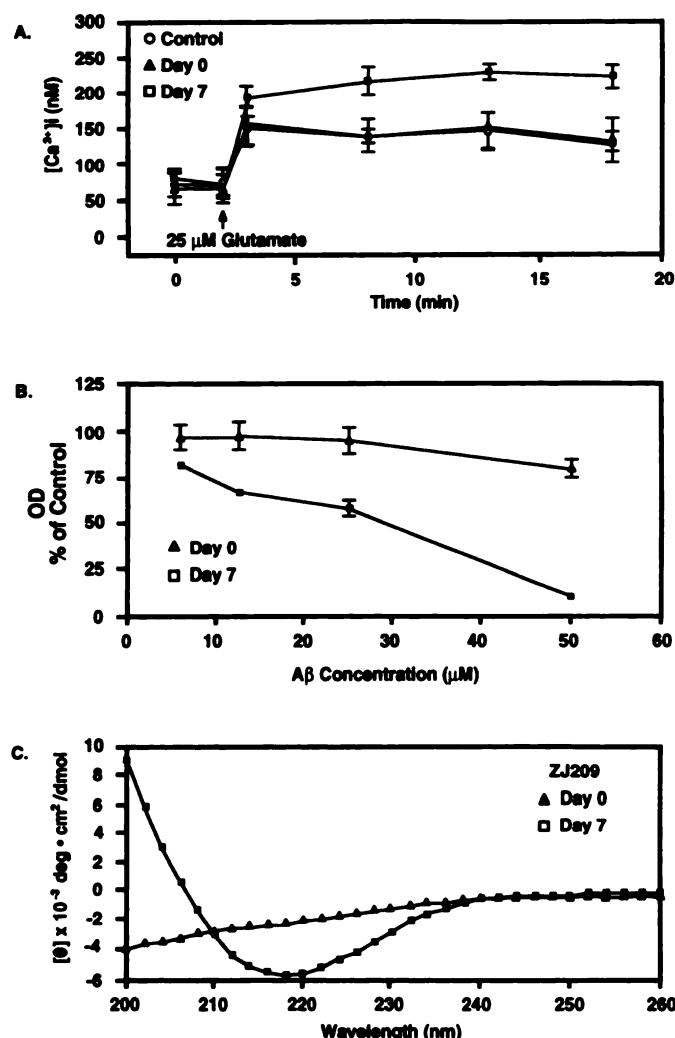 A.
300
250
200
150
100
50
0
[Ca²⁺]i (nM)
Control
Day 0
Day 7
25 µM Glutamate
0 5 10 15 20
Time (min)
B.
125
100
75
50
25
0
OD
% of Control
Day 0
Day 7
0 10 20 30 40 50 60
Aβ Concentration (µM)
C.
10
8
6
4
2
0
-2
-4
-6
[θ] x 10⁻³ deg • cm² /dmol
ZJ209
Day 0
Day 7
200 210 220 230 240 250 260
Wavelength (nm)